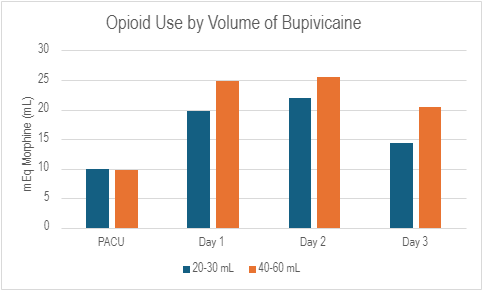 Opioid Use by Volume of Bupivicaine
30
25
20
15
10
5
0
mEq Morphine (mL)
PACU Day 1 Day 2 Day 3
20-30 mL 40-60 mL